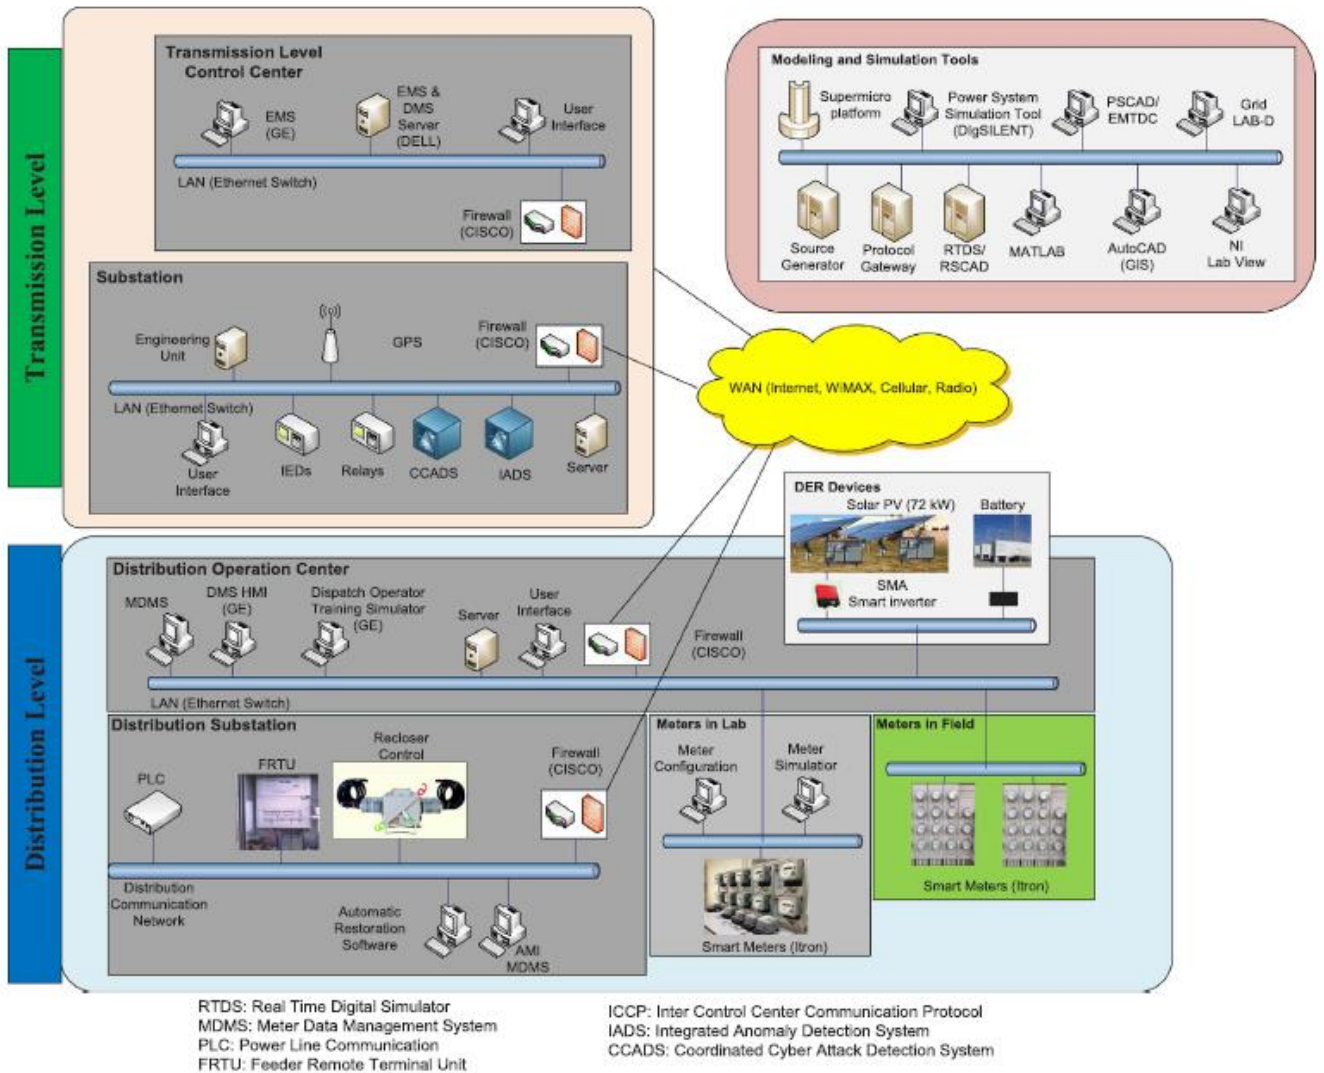 Transmission Level
Transmission Level
Control Center
EMS
(GE)
EMS &
DMS
Server
(DELL)
User
Interface
LAN (Ethernet Switch)
Firewall
(CISCO)
Substation
Engineering
Unit
GPS
Firewall
(CISCO)
LAN (Ethernet Switch)
User
Interface
IEDs
Relays
CCADS
IADS
Server
Modeling and Simulation Tools
Supermicro
platform
Power System
Simulation Tool
(DIgSILENT)
PSCAD/
EMTDC
Grid
LAB-D
Source
Generator
Protocol
Gateway
RTDS/
RSCAD
MATLAB
AutoCAD
(GIS)
NI
Lab View
WAN (Internet, WiMAX, Cellular, Radio)
DER Devices
Solar PV (72 kW)
Battery
SMA
Smart inverter
Distribution Level
Distribution Operation Center
MDMS
DMS HMI
(GE)
Dispatch Operator
Training Simulator
(GE)
Server
User
Interface
Firewall
(CISCO)
LAN (Ethernet Switch)
Distribution Substation
PLC
FRTU
Recloser
Control
Firewall
(CISCO)
Distribution
Communication
Network
Automatic
Restoration
Software
AMI
MDMS
Meters in Lab
Meter
Configuration
Meter
Simulatior
Smart Meters (Itron)
Meters in Field
Smart Meters (Itron)
RTDS: Real Time Digital Simulator
MDMS: Meter Data Management System
PLC: Power Line Communication
FRTU: Feeder Remote Terminal Unit
ICCP: Inter Control Center Communication Protocol
IADS: Integrated Anomaly Detection System
CCADS: Coordinated Cyber Attack Detection System